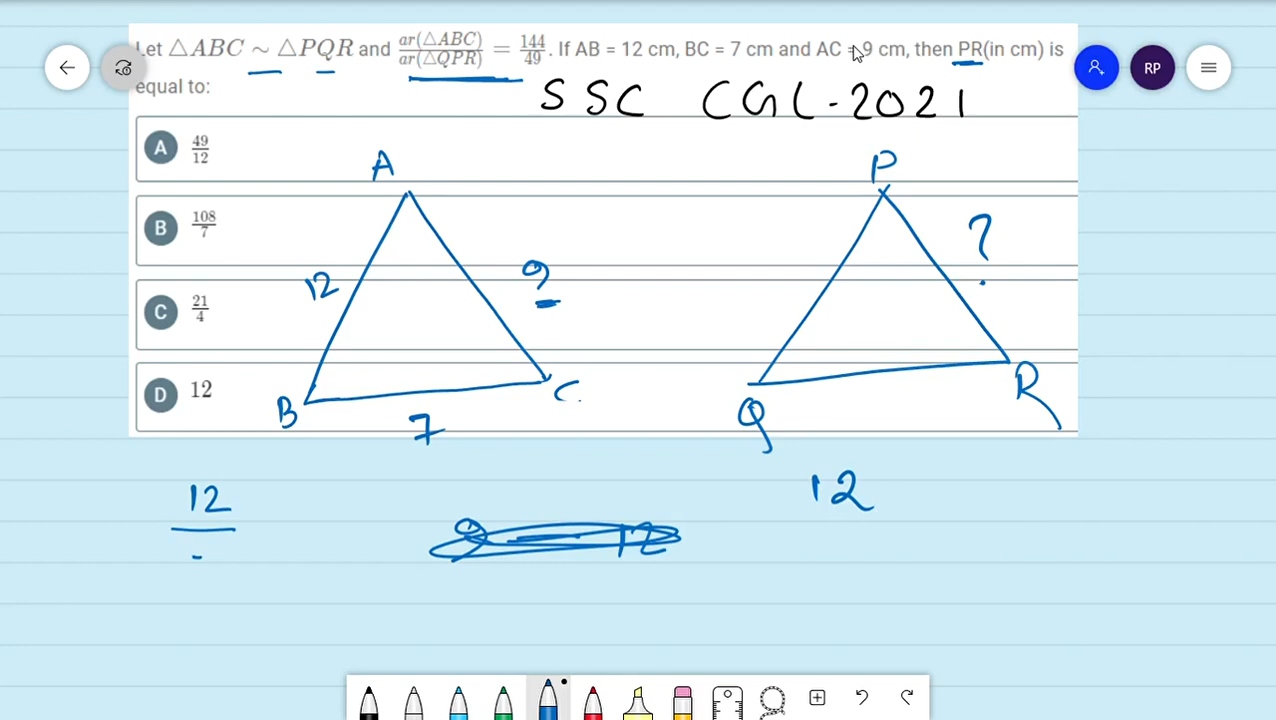 Let △ABC ∼ △PQR and ar(△ABC)/ar(△QPR) = 144/49. If AB = 12 cm, BC = 7 cm and AC = 9 cm, then PR(in cm) is
equal to:
SSC CGL-2021
A 49/12
B 108/7
C 21/4
D 12
A
P
12
9
?
B
C
7
Q
R
12
12
RP